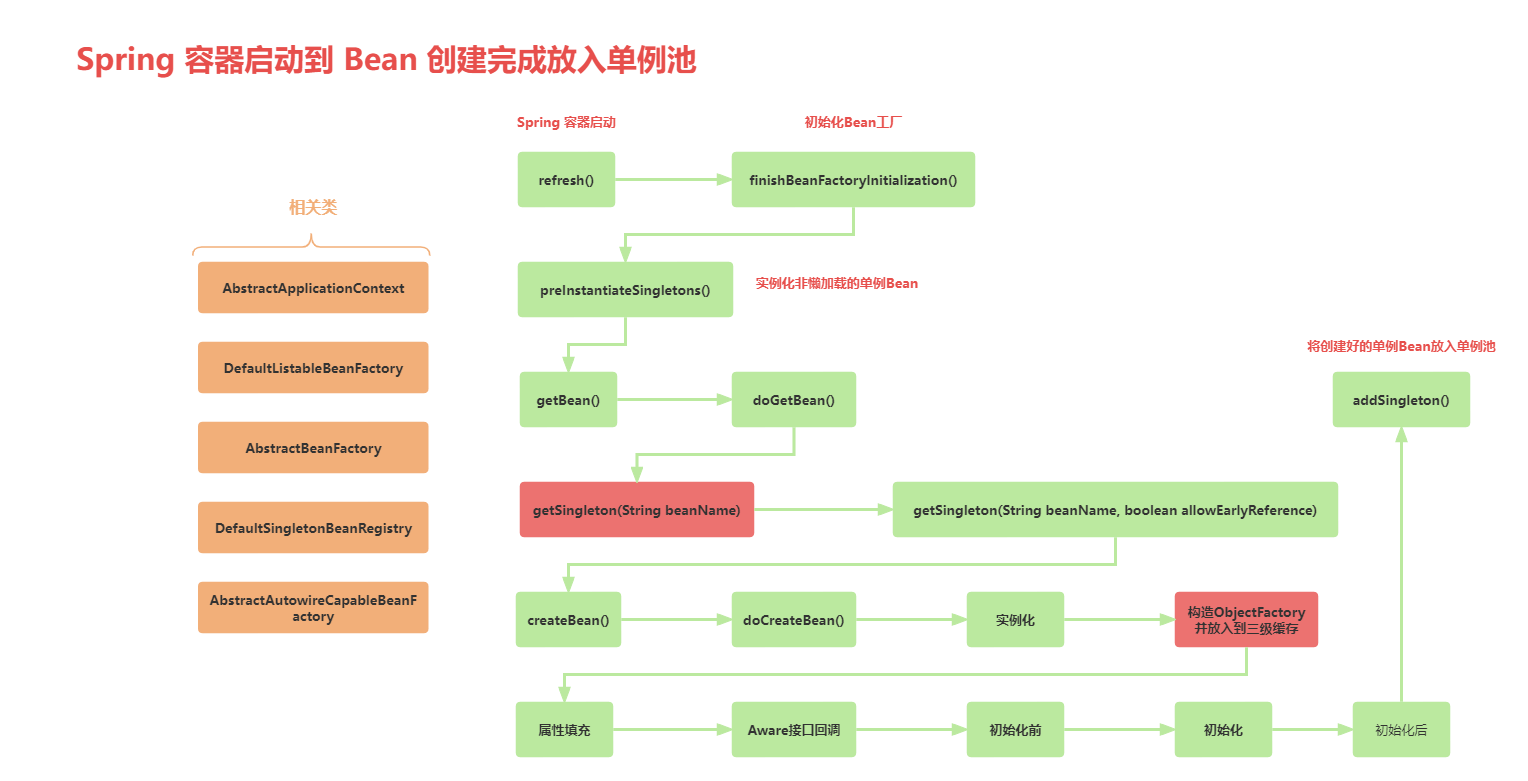 Spring 容器启动到 Bean 创建完成放入单例池
Spring 容器启动
初始化Bean工厂
refresh()
finishBeanFactoryInitialization()
相关类
AbstractApplicationContext
DefaultListableBeanFactory
AbstractBeanFactory
DefaultSingletonBeanRegistry
AbstractAutowireCapableBeanF
actory
preInstantiateSingletons()
实例化非懒加载的单例Bean
将创建好的单例Bean放入单例池
getBean()
doGetBean()
addSingleton()
getSingleton(String beanName)
getSingleton(String beanName, boolean allowEarlyReference)
createBean()
doCreateBean()
实例化
构造ObjectFactory
并放入到三级缓存
属性填充
Aware接口回调
初始化前
初始化
初始化后